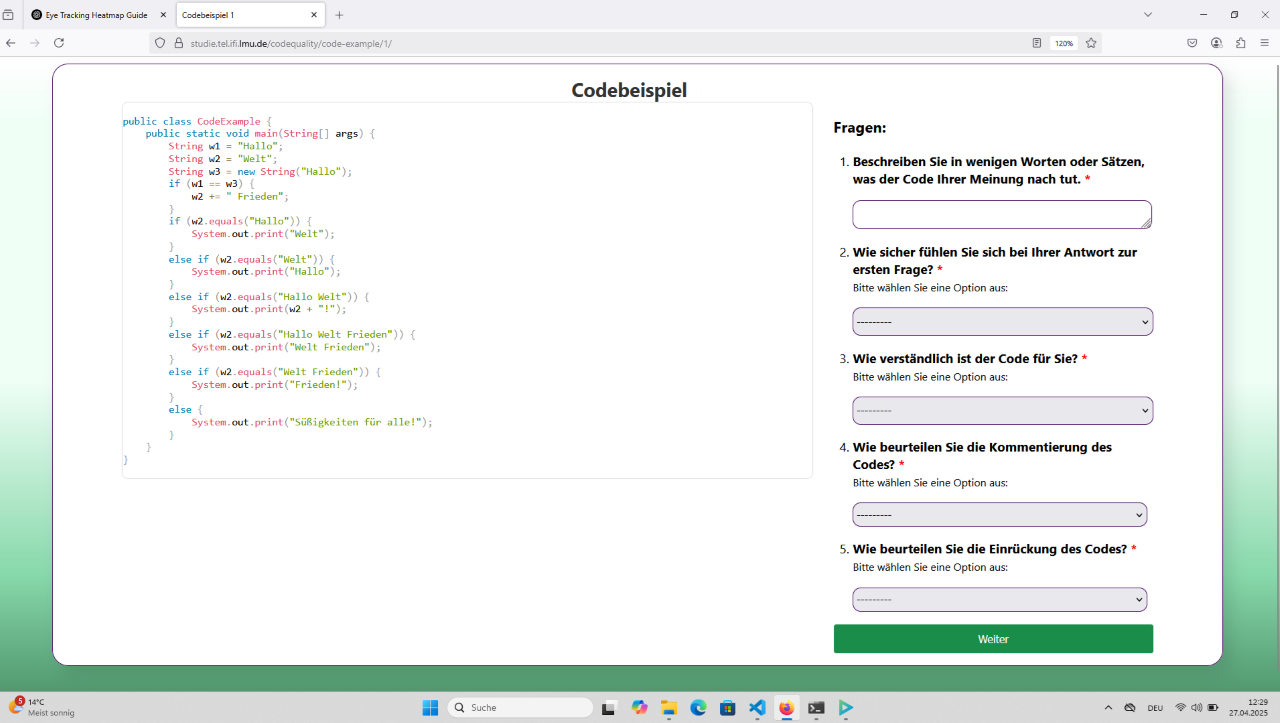 Eye Tracking Heatmap Guide
Codebeispiel 1
studie.tel.ifi.lmu.de/codequality/code-example/1/
120%
Codebeispiel
public class CodeExample {
    public static void main(String[] args) {
        String w1 = "Hallo";
        String w2 = "Welt";
        String w3 = new String("Hallo");
        if (w1 == w3) {
            w2 += " Frieden";
        }
        if (w2.equals("Hallo")) {
            System.out.print("Welt");
        }
        else if (w2.equals("Welt")) {
            System.out.print("Hallo");
        }
        else if (w2.equals("Hallo Welt")) {
            System.out.print(w2 + "!");
        }
        else if (w2.equals("Hallo Welt Frieden")) {
            System.out.print("Welt Frieden");
        }
        else if (w2.equals("Welt Frieden")) {
            System.out.print("Frieden!");
        }
        else {
            System.out.print("Süßigkeiten für alle!");
        }
    }
}
Fragen:
1. Beschreiben Sie in wenigen Worten oder Sätzen,
was der Code Ihrer Meinung nach tut. *
2. Wie sicher fühlen Sie sich bei Ihrer Antwort zur
ersten Frage? *
Bitte wählen Sie eine Option aus:
---------
3. Wie verständlich ist der Code für Sie? *
Bitte wählen Sie eine Option aus:
---------
4. Wie beurteilen Sie die Kommentierung des
Codes? *
Bitte wählen Sie eine Option aus:
---------
5. Wie beurteilen Sie die Einrückung des Codes? *
Bitte wählen Sie eine Option aus:
---------
Weiter
5
14°C
Meist sonnig
Suche
DEU
12:29
27.04.2025